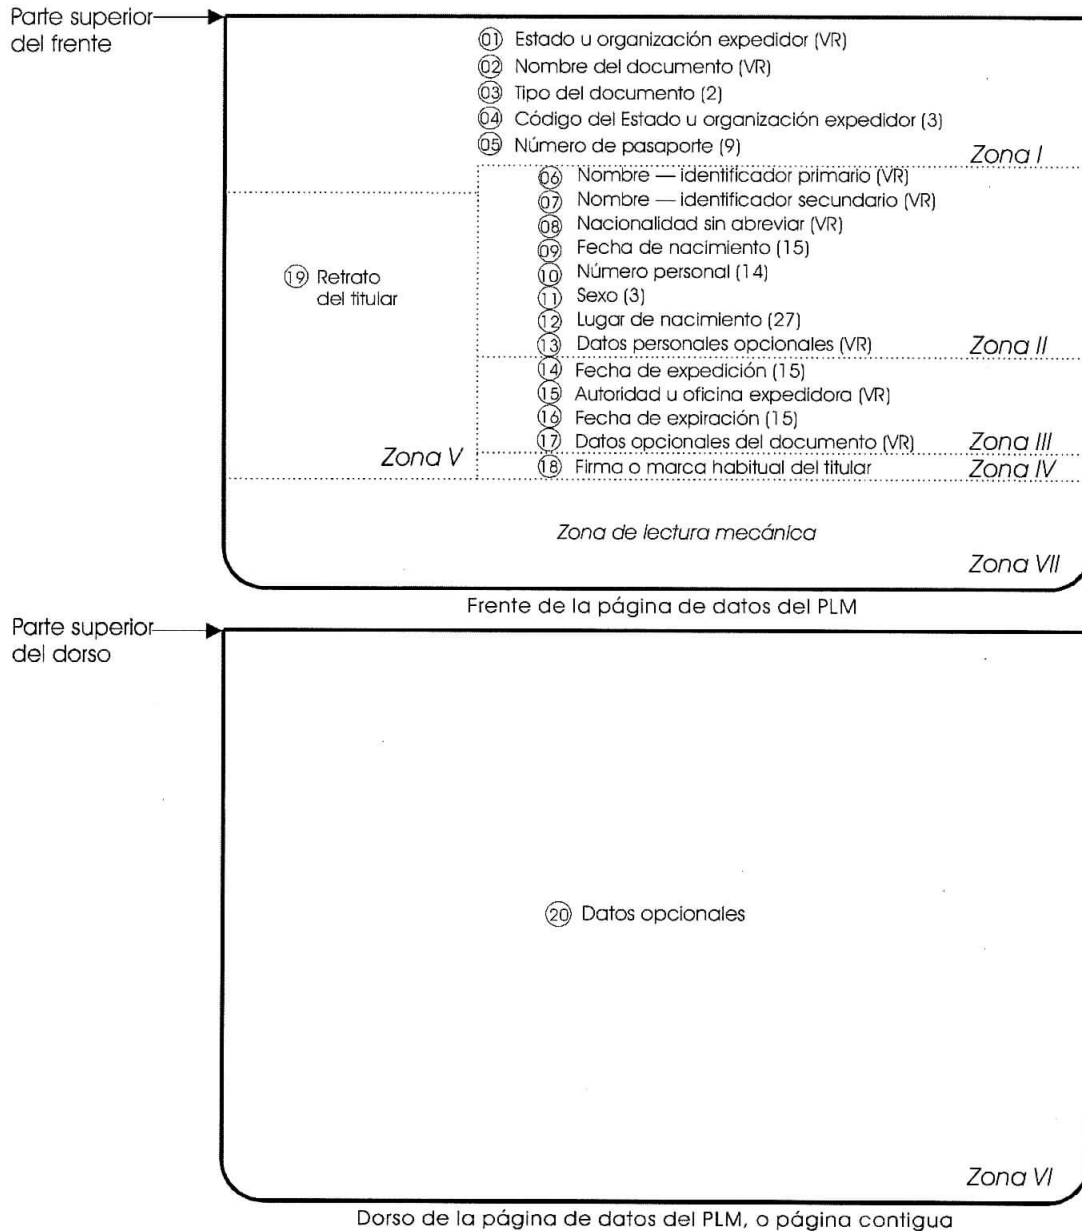 Parte superior
del frente
01 Estado u organización expedidor (VR)
02 Nombre del documento (VR)
03 Tipo del documento (2)
04 Código del Estado u organización expedidor (3)
05 Número de pasaporte (9)
Zona I
06 Nombre — identificador primario (VR)
07 Nombre — identificador secundario (VR)
08 Nacionalidad sin abreviar (VR)
09 Fecha de nacimiento (15)
10 Número personal (14)
11 Sexo (3)
12 Lugar de nacimiento (27)
13 Datos personales opcionales (VR)
Zona II
19 Retrato
del titular
14 Fecha de expedición (15)
15 Autoridad u oficina expedidora (VR)
16 Fecha de expiración (15)
17 Datos opcionales del documento (VR)
Zona III
Zona V
18 Firma o marca habitual del titular
Zona IV
Zona de lectura mecánica
Zona VII
Frente de la página de datos del PLM
Parte superior
del dorso
20 Datos opcionales
Zona VI
Dorso de la página de datos del PLM, o página contigua